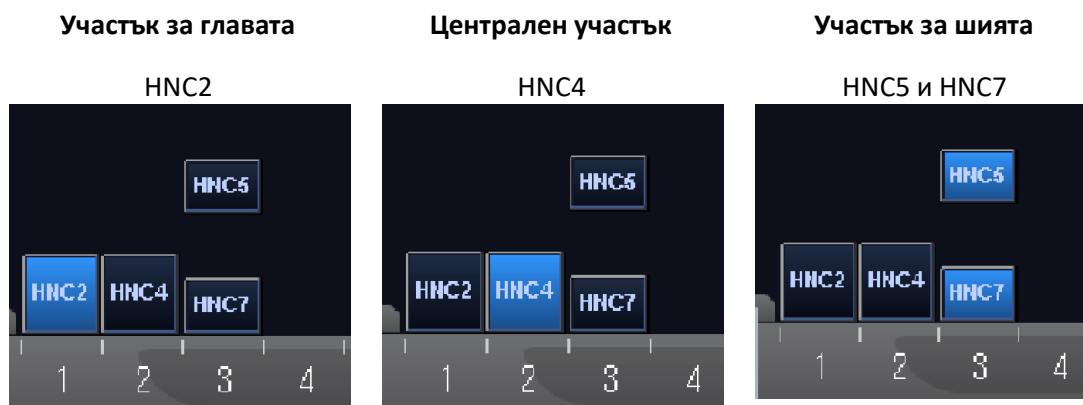 Участък за главата
Централен участък
Участък за шията
HNC2
HNC4
HNC5 и HNC7
HNC5
HNC2 HNC4 HNC7
1 2 3 4
HNC5
HNC2 HNC4 HNC7
1 2 3 4
HNC5
HNC2 HNC4 HNC7
1 2 3 4